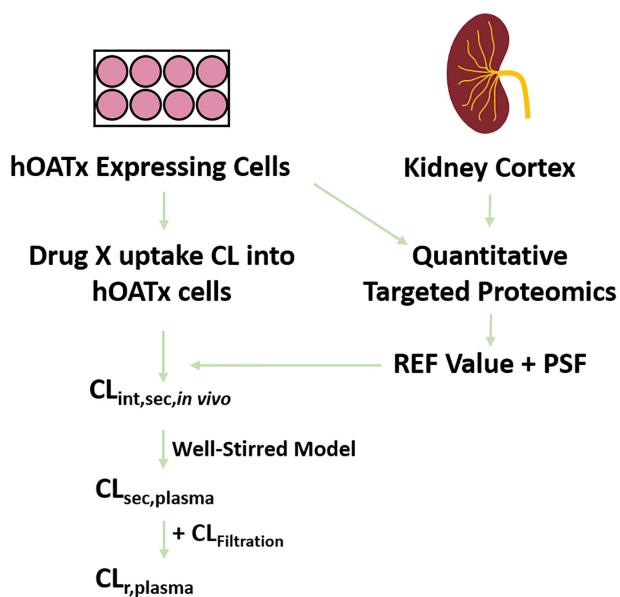 hOATx Expressing Cells
Kidney Cortex
Drug X uptake CL into
hOATx cells
Quantitative
Targeted Proteomics
REF Value + PSF
CLint,sec,in vivo
Well-Stirred Model
CLsec,plasma
+ CLFiltration
CLr,plasma